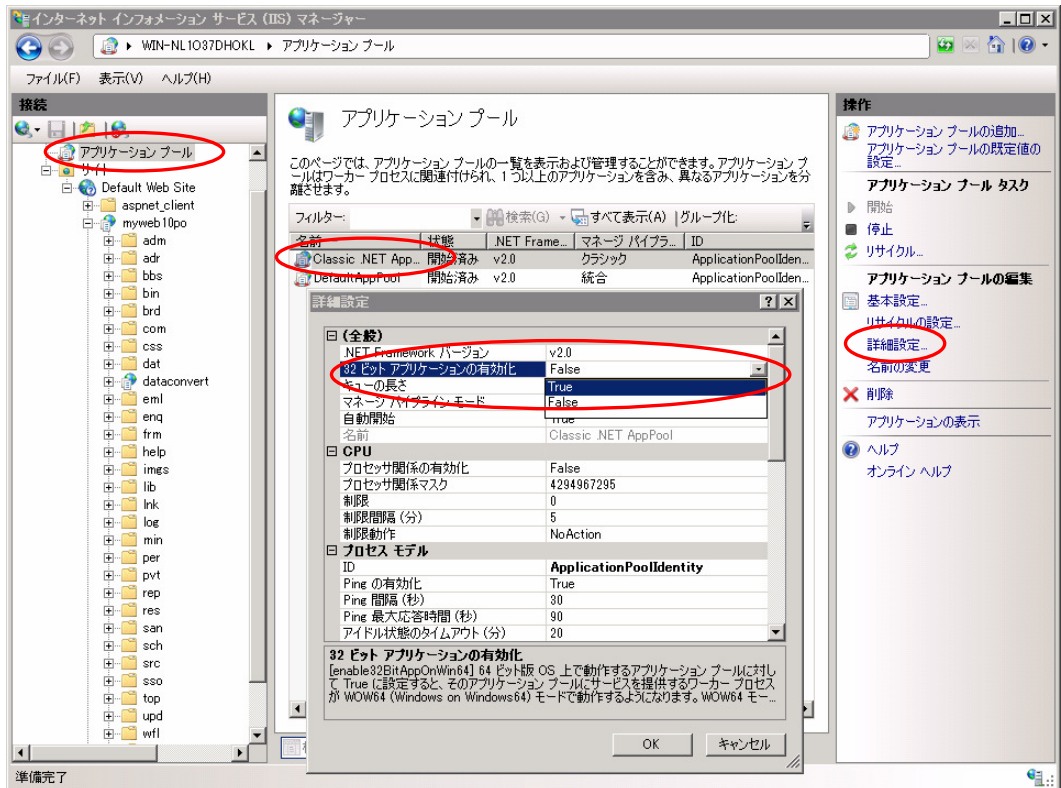 インターネット インフォメーション サービス (IIS) マネージャー
WIN-NL1O37DHOKL ▸ アプリケーション プール
ファイル(F) 表示(V) ヘルプ(H)
接続
アプリケーション プール
サイト
Default Web Site
aspnet_client
myweb10po
adm
adr
bbs
bin
brd
com
css
dat
dataconvert
eml
enq
frm
help
imgs
lib
lnk
log
min
per
pvt
rep
res
san
sch
src
sso
top
upd
wfl
アプリケーション プール
このページでは、アプリケーション プールの一覧を表示および管理することができます。アプリケーション プ
ールはワーカー プロセスに関連付けられ、1 つ以上のアプリケーションを含み、異なるアプリケーションを分
離させます。
フィルター: 検索(G) すべて表示(A) グループ化:
名前 状態 .NET Frame... マネージ パイプラ... ID
Classic .NET App... 開始済み v2.0 クラシック ApplicationPoolIden...
DefaultAppPool 開始済み v2.0 統合 ApplicationPoolIden...
詳細設定
(全般)
.NET Framework バージョン v2.0
32 ビット アプリケーションの有効化 False
キューの長さ True
マネージ パイプライン モード False
自動開始 True
名前 Classic .NET AppPool
CPU
プロセッサ関係の有効化 False
プロセッサ関係マスク 4294967295
制限 0
制限間隔 (分) 5
制限動作 NoAction
プロセス モデル
ID ApplicationPoolIdentity
Ping の有効化 True
Ping 間隔 (秒) 30
Ping 最大応答時間 (秒) 90
アイドル状態のタイムアウト (分) 20
32 ビット アプリケーションの有効化
[enable32BitAppOnWin64] 64 ビット版 OS 上で動作するアプリケーション プールに対し
て True に設定すると、そのアプリケーション プールにサービスを提供するワーカー プロセス
が WOW64 (Windows on Windows64) モードで動作するようになります。WOW64 モー...
OK キャンセル
操作
アプリケーション プールの追加...
アプリケーション プールの既定値の
設定...
アプリケーション プール タスク
開始
停止
リサイクル...
アプリケーション プールの編集
基本設定...
リサイクルの設定...
詳細設定...
名前の変更
削除
アプリケーションの表示
ヘルプ
オンライン ヘルプ
準備完了